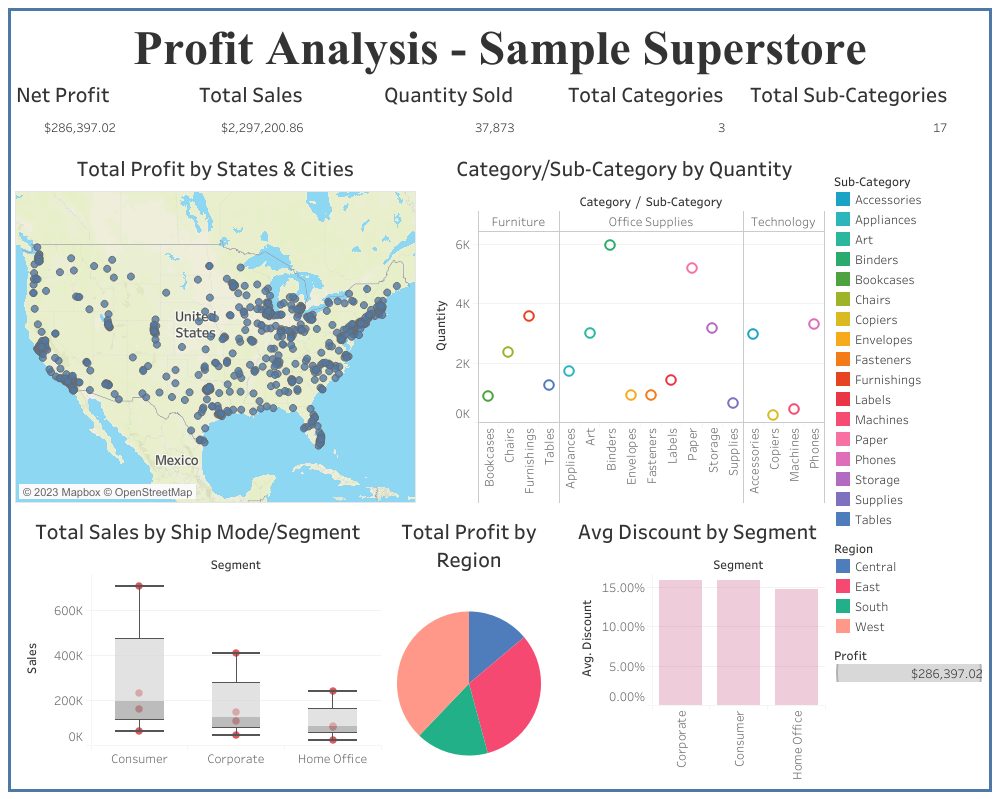 Profit Analysis - Sample Superstore
Net Profit
Total Sales
Quantity Sold
Total Categories
Total Sub-Categories
$286,397.02
$2,297,200.86
37,873
3
17
Total Profit by States & Cities
United
States
Mexico
© 2023 Mapbox © OpenStreetMap
Category/Sub-Category by Quantity
Category / Sub-Category
Furniture
Office Supplies
Technology
Quantity
6K
4K
2K
0K
Bookcases
Chairs
Furnishings
Tables
Appliances
Art
Binders
Envelopes
Fasteners
Labels
Paper
Storage
Supplies
Accessories
Copiers
Machines
Phones
Sub-Category
Accessories
Appliances
Art
Binders
Bookcases
Chairs
Copiers
Envelopes
Fasteners
Furnishings
Labels
Machines
Paper
Phones
Storage
Supplies
Tables
Region
Central
East
South
West
Profit
$286,397.02
Total Sales by Ship Mode/Segment
Segment
Sales
600K
400K
200K
0K
Consumer
Corporate
Home Office
Total Profit by
Region
Avg Discount by Segment
Segment
Avg. Discount
15.00%
10.00%
5.00%
0.00%
Corporate
Consumer
Home Office